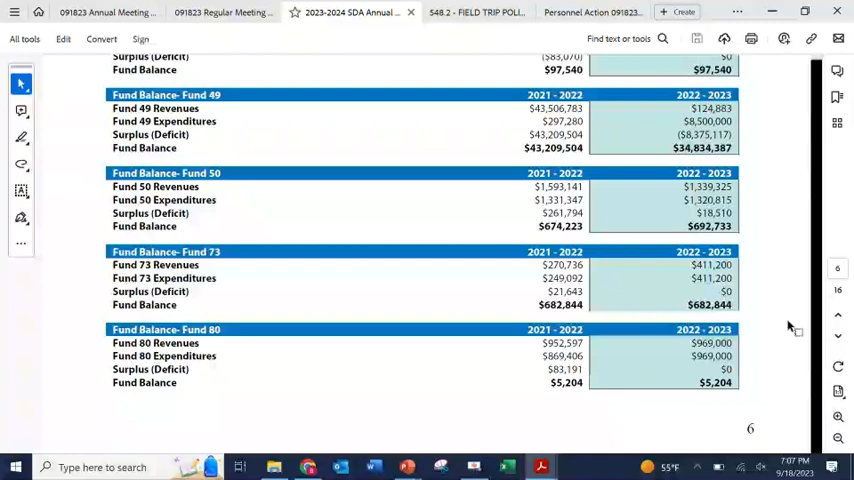 091823 Annual Meeting ...
091823 Regular Meeting ...
2023-2024 SDA Annual ...
548.2 - FIELD TRIP POLI...
Personnel Action 091823...
Create
All tools
Edit
Convert
Sign
Find text or tools
Surplus (Deficit) ($83,070) $0
Fund Balance $97,540 $97,540
Fund Balance- Fund 49 2021 - 2022 2022 - 2023
Fund 49 Revenues $43,506,783 $124,883
Fund 49 Expenditures $297,280 $8,500,000
Surplus (Deficit) $43,209,504 ($8,375,117)
Fund Balance $43,209,504 $34,834,387
Fund Balance- Fund 50 2021 - 2022 2022 - 2023
Fund 50 Revenues $1,593,141 $1,339,325
Fund 50 Expenditures $1,331,347 $1,320,815
Surplus (Deficit) $261,794 $18,510
Fund Balance $674,223 $692,733
Fund Balance- Fund 73 2021 - 2022 2022 - 2023
Fund 73 Revenues $270,736 $411,200
Fund 73 Expenditures $249,092 $411,200
Surplus (Deficit) $21,643 $0
Fund Balance $682,844 $682,844
Fund Balance- Fund 80 2021 - 2022 2022 - 2023
Fund 80 Revenues $952,597 $969,000
Fund 80 Expenditures $869,406 $969,000
Surplus (Deficit) $83,191 $0
Fund Balance $5,204 $5,204
6
6
16
Type here to search
55°F
7:07 PM
9/18/2023